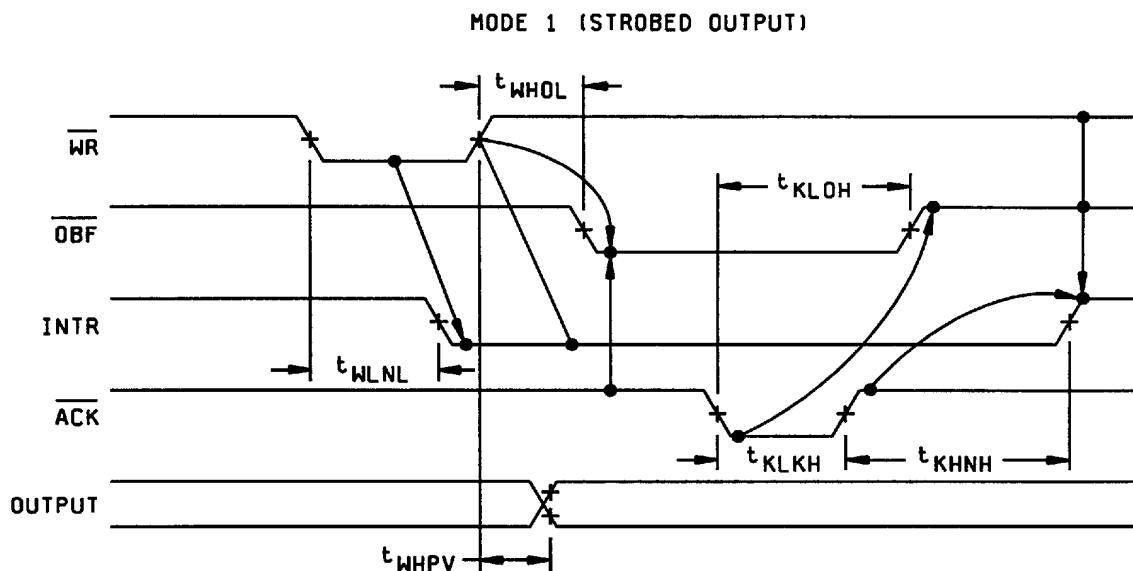 MODE 1 (STROBED OUTPUT)
tWHOL
WR
tKLOH
OBF
INTR
tWLNL
ACK
tKLKH
tKHNH
OUTPUT
tWHPV